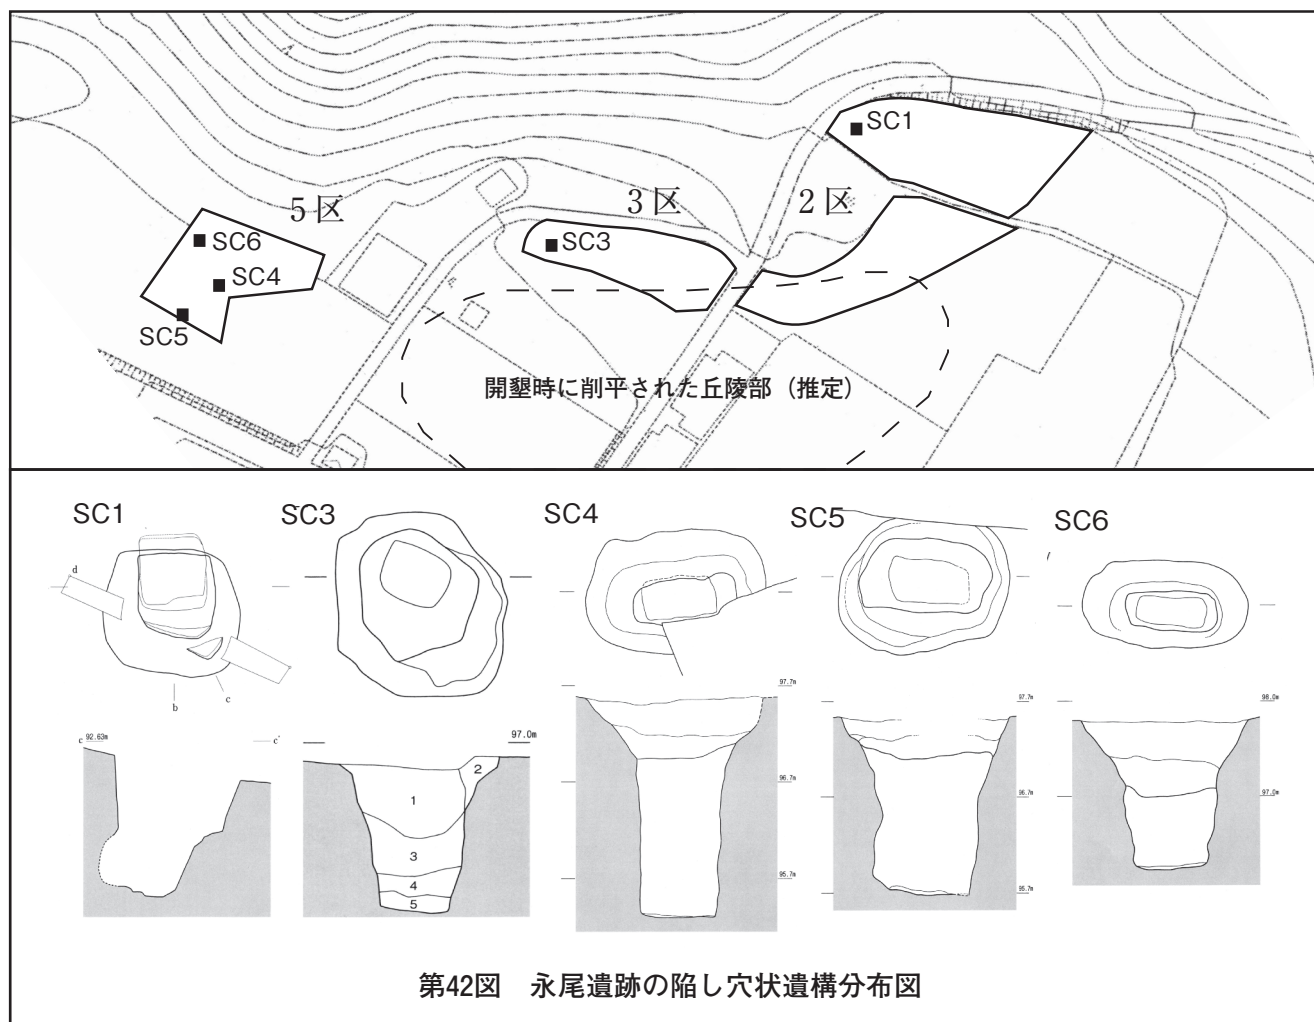 SC1
5区
3区
2区
SC6
SC3
SC4
SC5
開墾時に削平された丘陵部（推定）
SC1
SC3
SC4
SC5
SC6
d
b
c
97.7m
97.7m
98.0m
c 92.63m
c'
97.0m
96.7m
96.7m
97.0m
95.7m
95.7m
1
2
3
4
5
第42図　永尾遺跡の陥し穴状遺構分布図